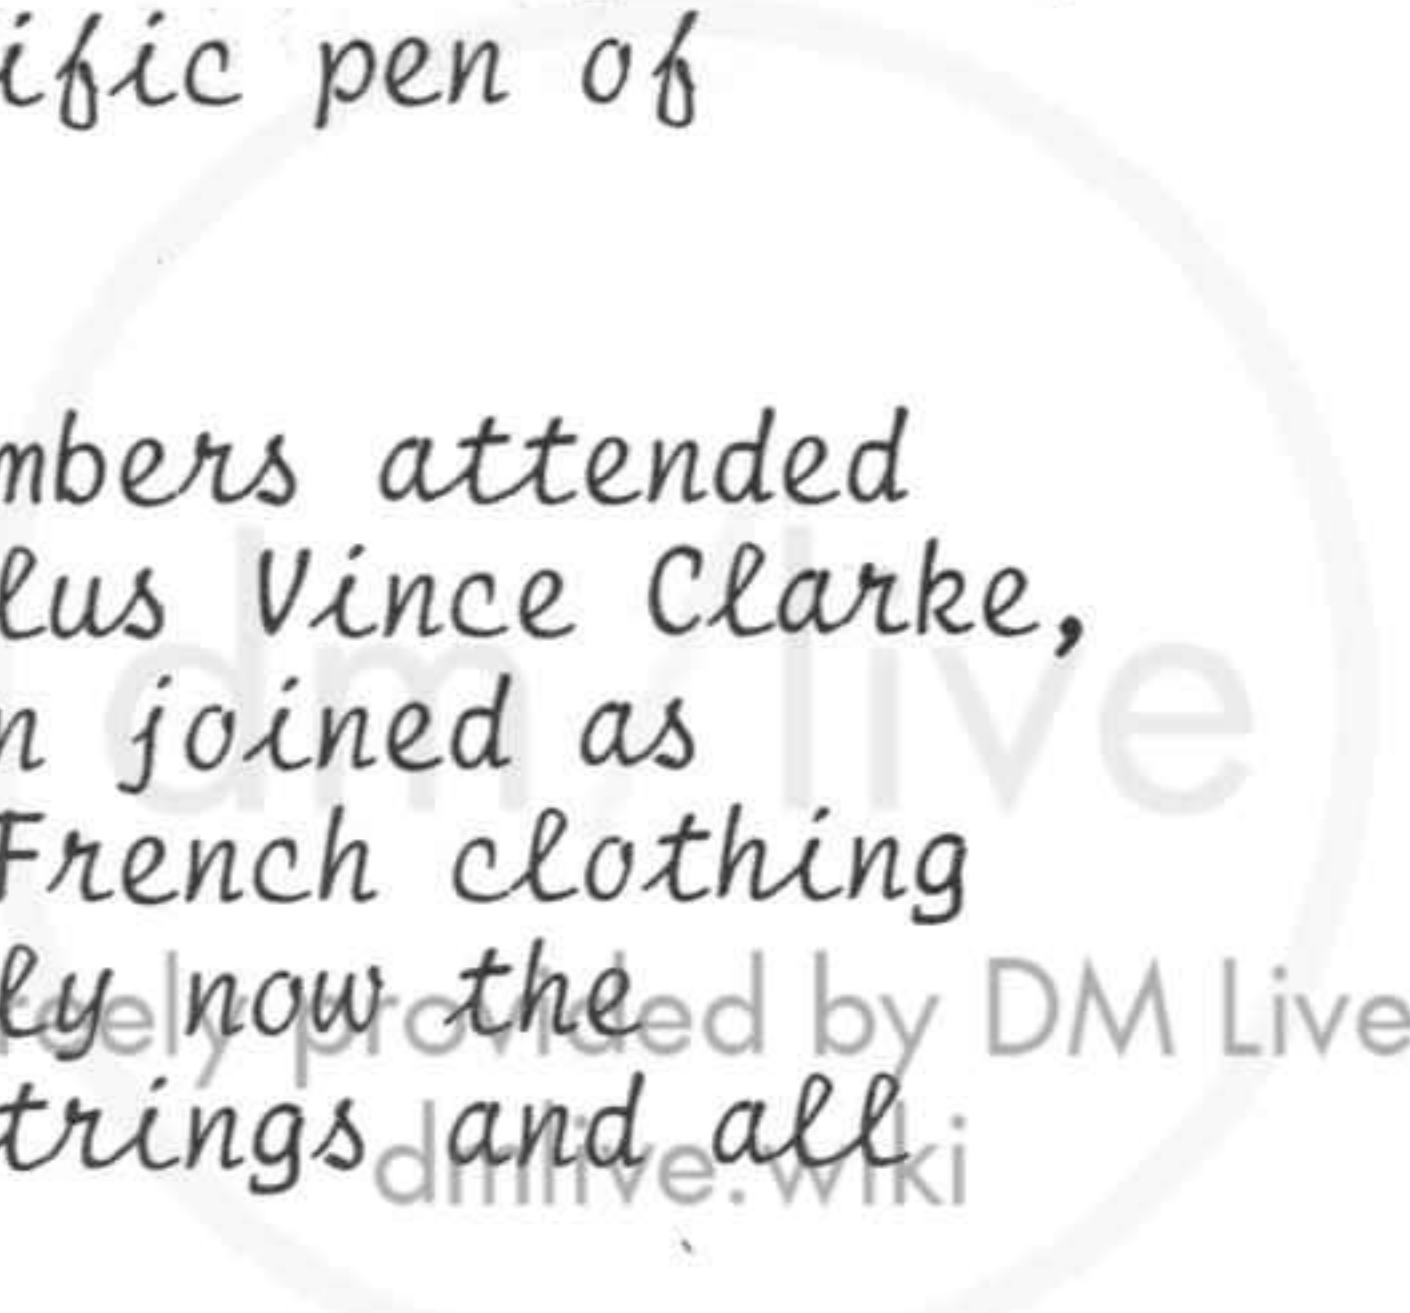 ific pen of
mbers attended
lus Vince Clarke,
n joined as
French clothing
ly now the
trings and all
dm live
eely provided by DM Live
dmlive.wiki